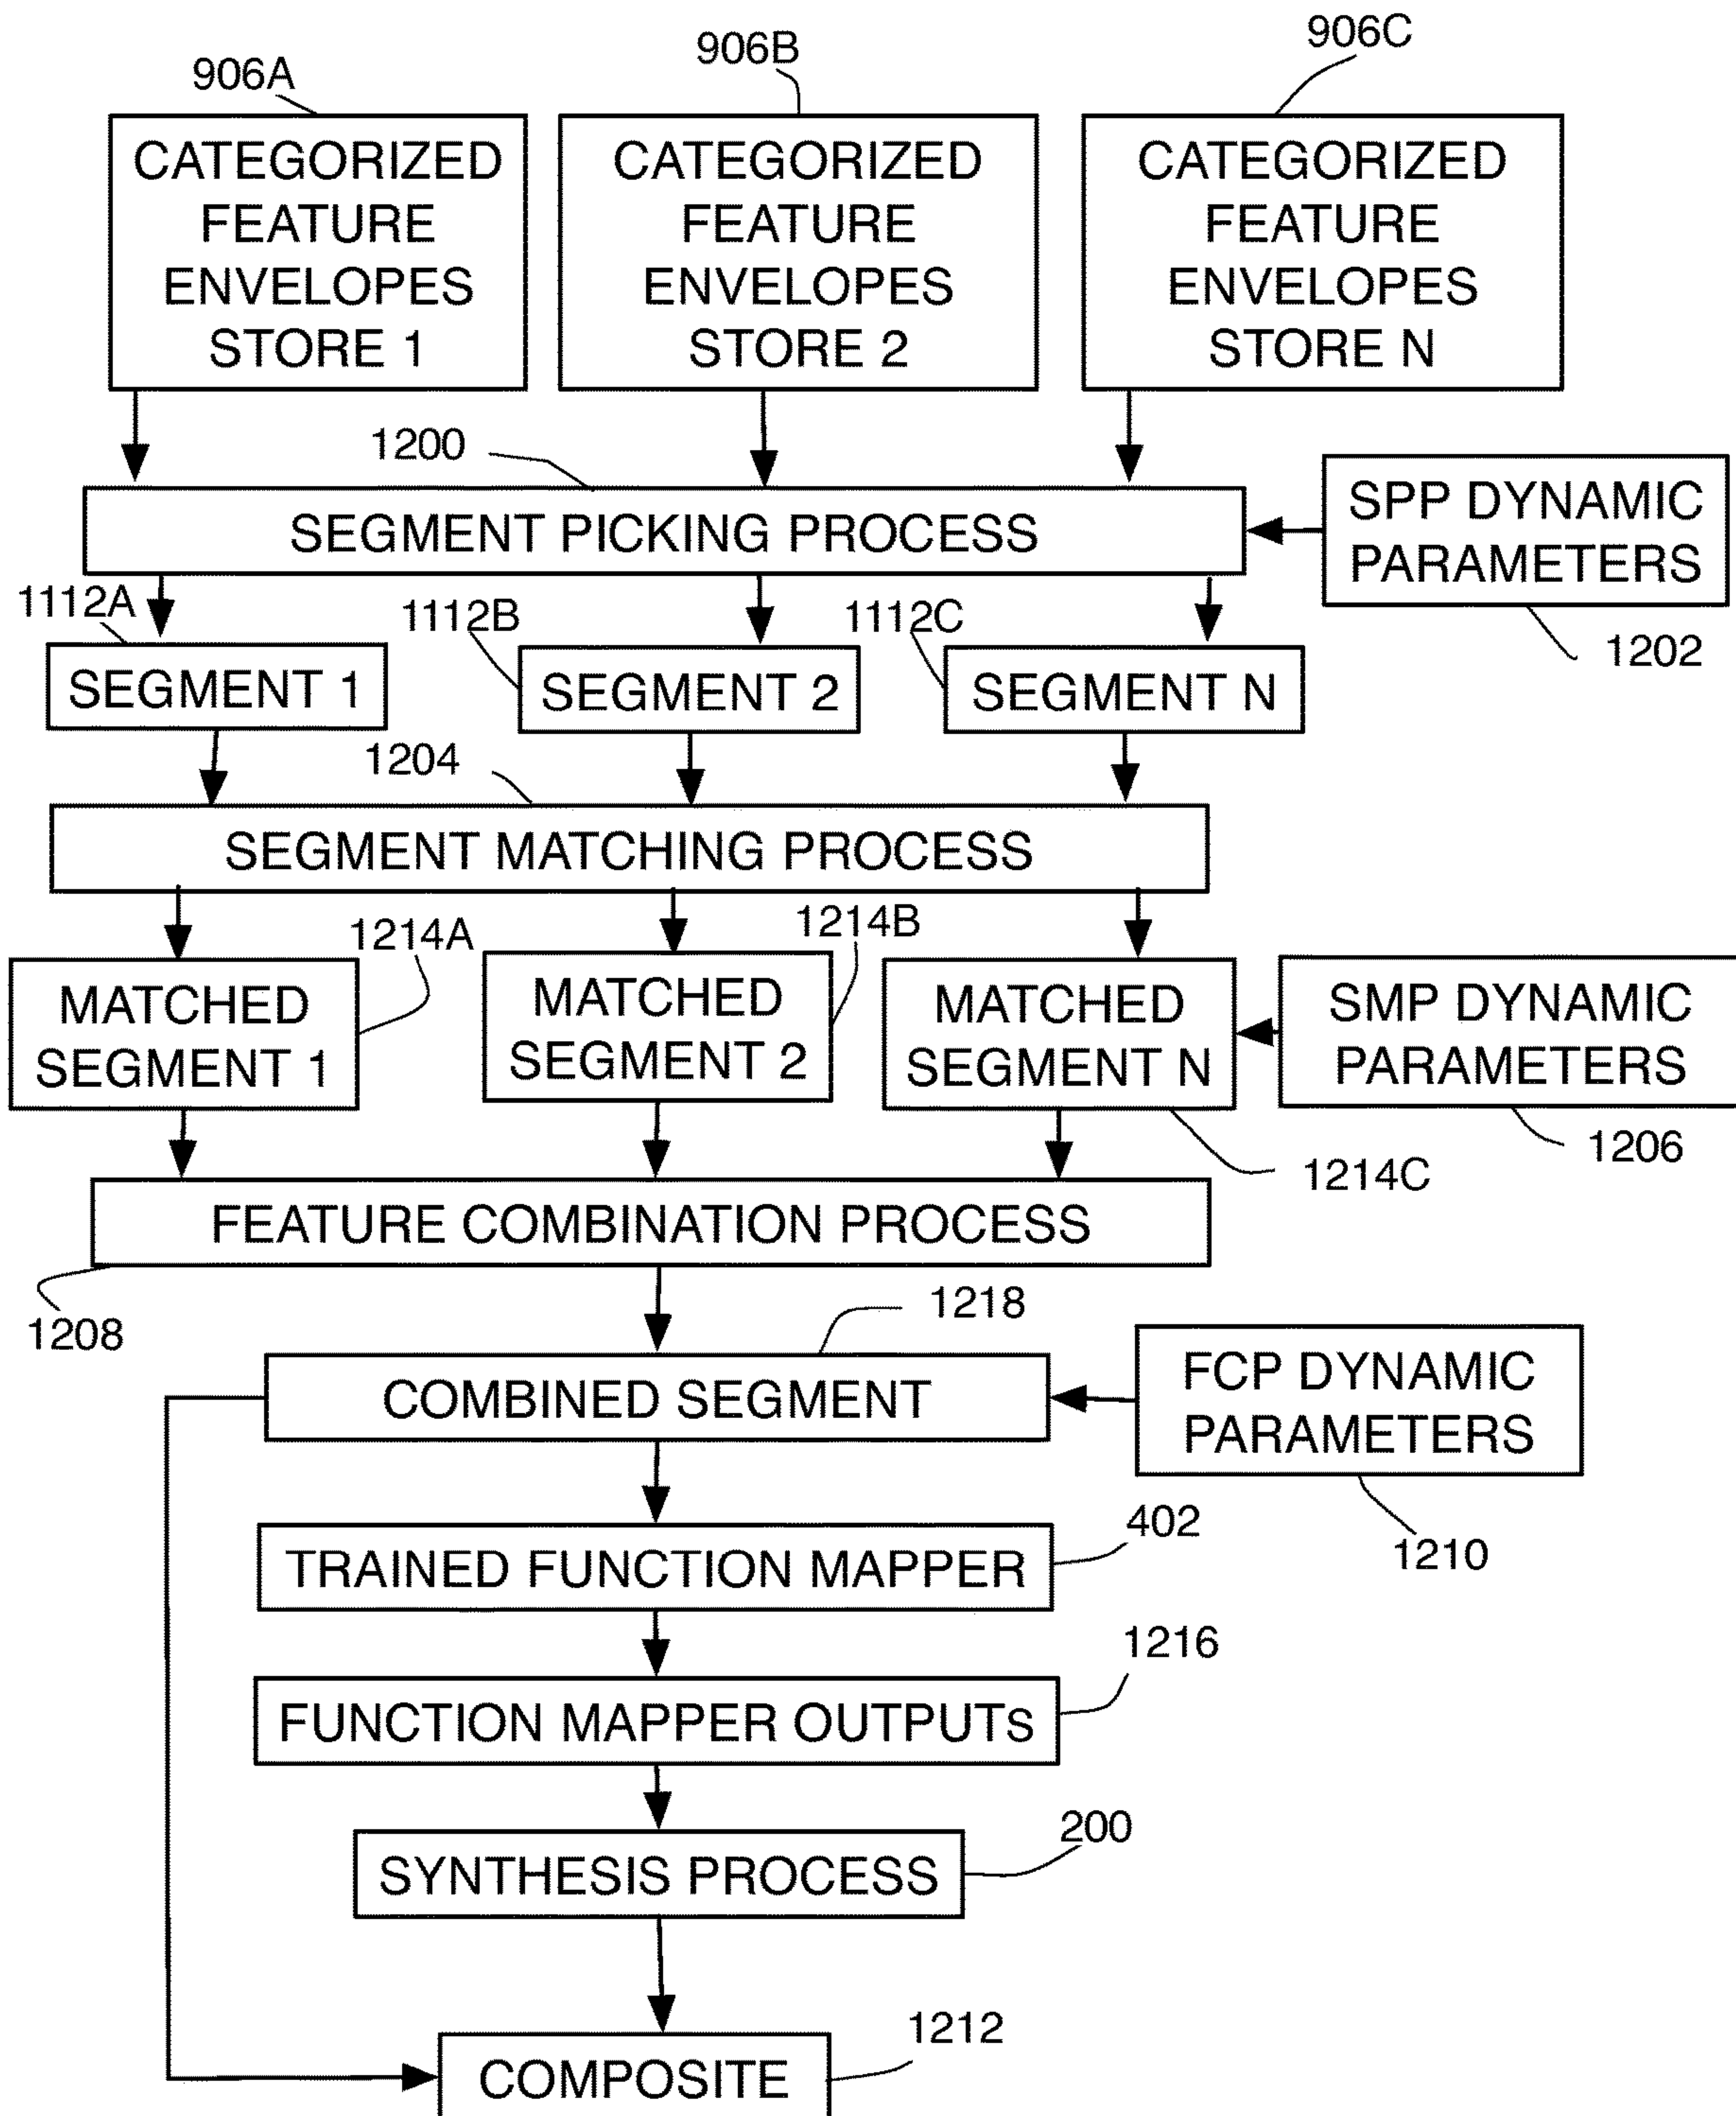 906A
906B
906C
CATEGORIZED
FEATURE
ENVELOPES
STORE 1
CATEGORIZED
FEATURE
ENVELOPES
STORE 2
CATEGORIZED
FEATURE
ENVELOPES
STORE N
1200
SEGMENT PICKING PROCESS
SPP DYNAMIC
PARAMETERS
1202
1112A
1112B
1112C
SEGMENT 1
SEGMENT 2
SEGMENT N
1204
SEGMENT MATCHING PROCESS
1214A
1214B
MATCHED
SEGMENT 1
MATCHED
SEGMENT 2
MATCHED
SEGMENT N
SMP DYNAMIC
PARAMETERS
1206
1214C
FEATURE COMBINATION PROCESS
1208
1218
COMBINED SEGMENT
FCP DYNAMIC
PARAMETERS
1210
402
TRAINED FUNCTION MAPPER
1216
FUNCTION MAPPER OUTPUTs
200
SYNTHESIS PROCESS
1212
COMPOSITE